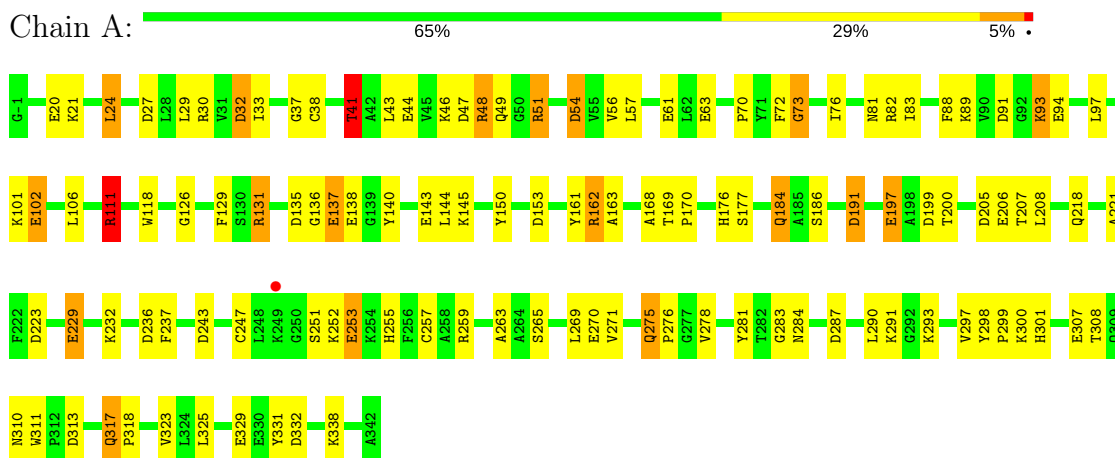 Chain A:
65% 29% 5% •
G-1 E20 K21 L24 D27 L28 L29 R30 V31 D32 I33 G37 C38 T41 A42 L43 E44 V45 K46 D47 R48 Q49 G50 R51 D54 V55 V56 L57 E61 L62 E63 P70 Y71 F72 G73 I76 N81 R82 I83 F88 K89 V90 D91 G92 K93 E94 L97
K101 E102 L106 R111 W118 G126 F129 S130 R131 D135 G136 E137 E138 G139 Y140 E143 L144 K145 Y150 D153 Y161 R162 A163 A168 T169 P170 H176 S177 Q184 A185 S186 D191 E197 A198 D199 T200 D205 E206 T207 L208 Q218
F222 D223 E229 K232 D236 F237 D243 C247 L248 K249 G250 S251 K252 E253 K254 H255 F256 C257 A258 R259 A263 A264 S265 L269 E270 V271 Q275 P276 G277 V278 Y281 T282 G283 N284 D287 L290 K291 G292 K293 V297 Y298 P299 K300 H301 E307 T308
N310 W311 P312 D313 Q317 P318 V323 L324 L325 E329 E330 Y331 D332 K338 A342